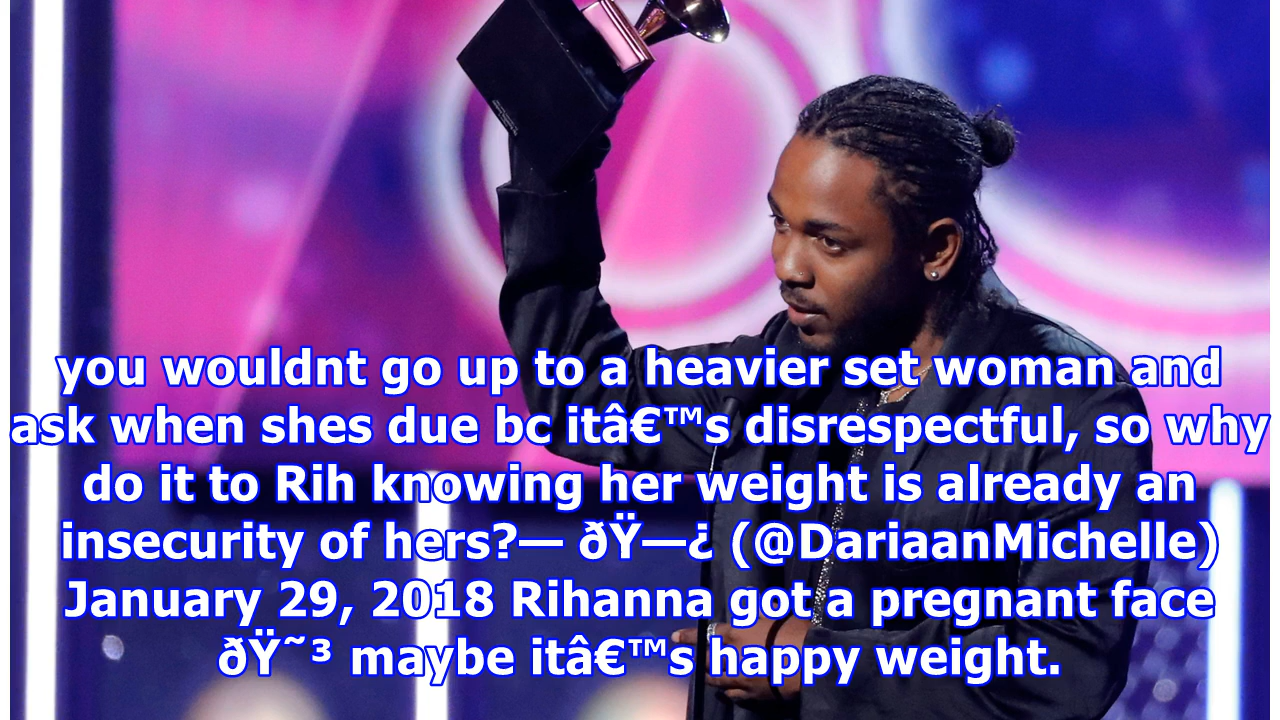 you wouldnt go up to a heavier set woman and
ask when shes due bc itâ€™s disrespectful, so why
do it to Rih knowing her weight is already an
insecurity of hers?— ðŸ—¿ (@DariaanMichelle)
January 29, 2018 Rihanna got a pregnant face
ðŸ˜³ maybe itâ€™s happy weight.